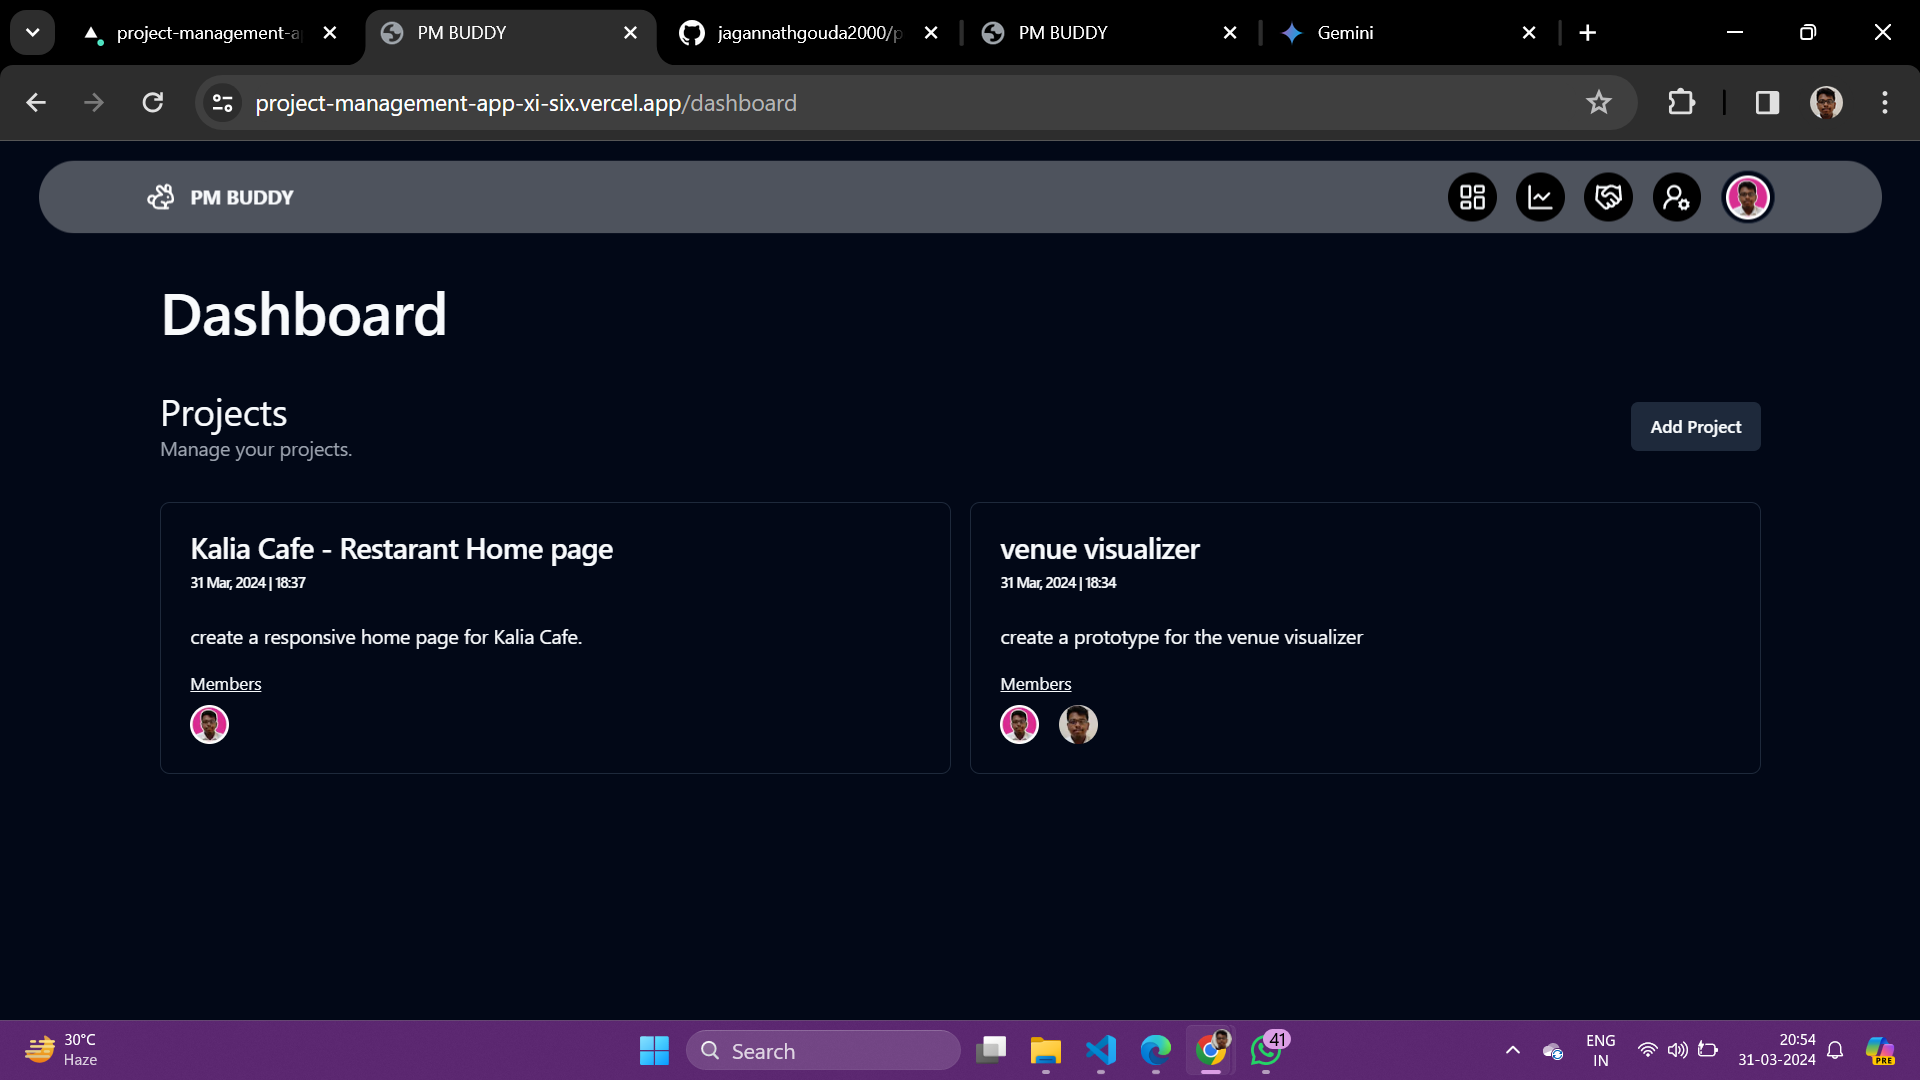 project-management-a
PM BUDDY
jagannathgouda2000/p
PM BUDDY
Gemini
project-management-app-xi-six.vercel.app/dashboard
PM BUDDY
Dashboard
Projects
Manage your projects.
Add Project
Kalia Cafe - Restarant Home page
31 Mar, 2024 | 18:37
create a responsive home page for Kalia Cafe.
Members
venue visualizer
31 Mar, 2024 | 18:34
create a prototype for the venue visualizer
Members
30°C
Haze
Search
41
ENG
IN
20:54
31-03-2024
PRE